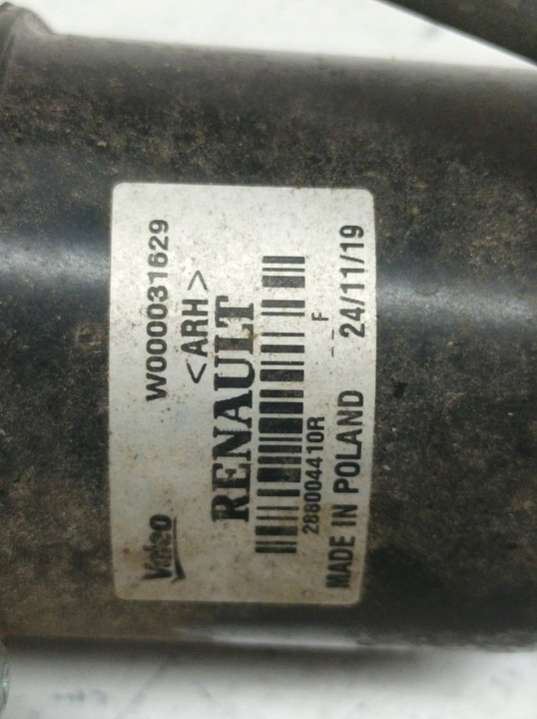 Valeo
W000031629
<ARH>
RENAULT
286004410R
F
MADE IN POLAND 24/11/19